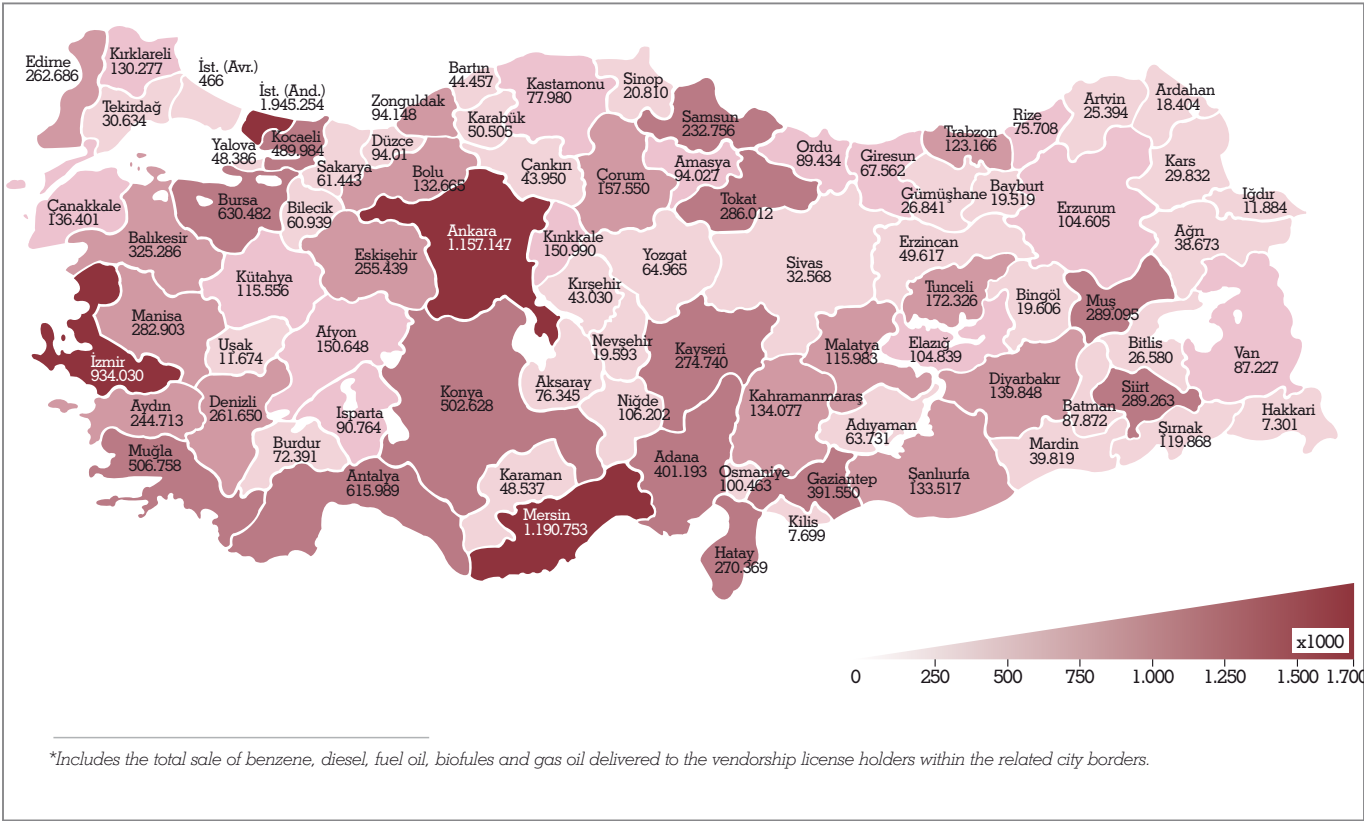 Edirne
262.686
Kırklareli
130.277
İst. (Avr.)
466
Tekirdağ
30.634
İst. (And.)
1.945.254
Kocaeli
489.984
Yalova
48.386
Sakarya
61.443
Düzce
94.01
Zonguldak
94.148
Bartın
44.457
Karabük
50.505
Kastamonu
77.980
Sinop
20.810
Samsun
232.756
Bolu
132.665
Çankırı
43.950
Çorum
157.550
Amasya
94.027
Tokat
286.012
Ordu
89.434
Giresun
67.562
Gümüşhane
26.841
Trabzon
123.166
Bayburt
19.519
Rize
75.708
Artvin
25.394
Ardahan
18.404
Kars
29.832
Iğdır
11.884
Ağrı
38.673
Erzurum
104.605
Erzincan
49.617
Çanakkale
136.401
Balıkesir
325.286
Bursa
630.482
Bilecik
60.939
Eskişehir
255.439
Ankara
1.157.147
Kırıkkale
150.990
Kırşehir
43.030
Yozgat
64.965
Sivas
32.568
Tunceli
172.326
Bingöl
19.606
Muş
289.095
Bitlis
26.580
Van
87.227
Kütahya
115.556
Manisa
282.903
Uşak
11.674
Afyon
150.648
İzmir
934.030
Aydın
244.713
Denizli
261.650
Isparta
90.764
Burdur
72.391
Muğla
506.758
Antalya
615.989
Konya
502.628
Aksaray
76.345
Nevşehir
19.593
Niğde
106.202
Kayseri
274.740
Kahramanmaraş
134.077
Malatya
115.983
Elazığ
104.839
Adıyaman
63.731
Diyarbakır
139.848
Batman
87.872
Siirt
289.263
Şırnak
119.868
Hakkari
7.301
Mardin
39.819
Şanlıurfa
133.517
Karaman
48.537
Mersin
1.190.753
Adana
401.193
Osmaniye
100.463
Gaziantep
391.550
Kilis
7.699
Hatay
270.369
x1000
0 250 500 750 1.000 1.250 1.500 1.700
*Includes the total sale of benzene, diesel, fuel oil, biofules and gas oil delivered to the vendorship license holders within the related city borders.